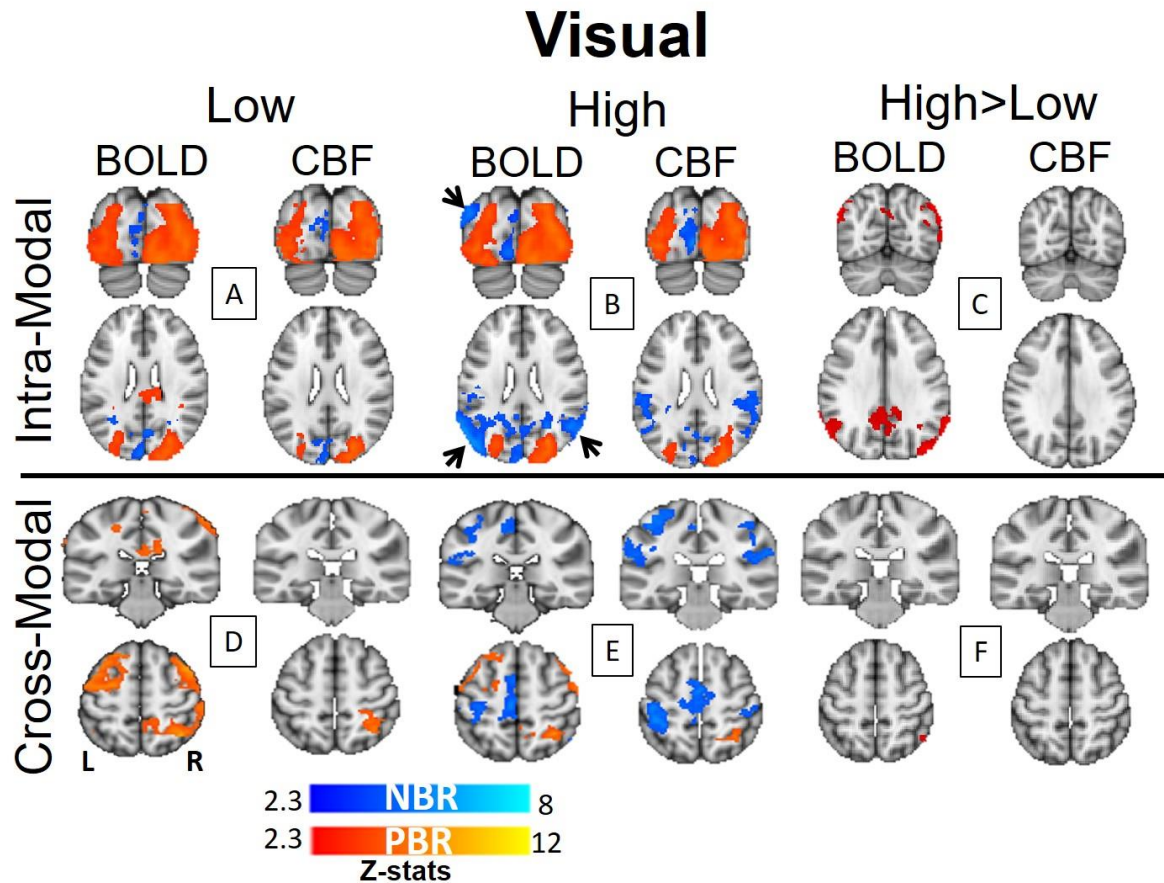 Visual
Low High High>Low
BOLD CBF BOLD CBF BOLD CBF
Intra-Modal
A B C
Cross-Modal
D E F
L R
2.3 NBR 8
2.3 PBR 12
Z-stats